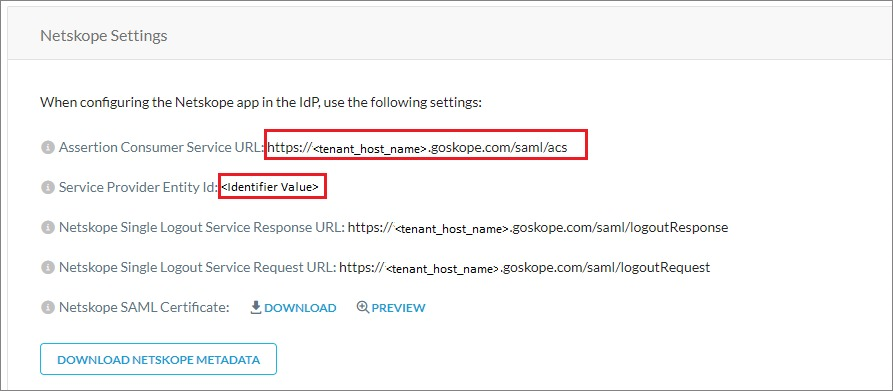 Netskope Settings
When configuring the Netskope app in the IdP, use the following settings:
Assertion Consumer Service URL: https://<tenant_host_name>.goskope.com/saml/acs
Service Provider Entity Id: <Identifier Value>
Netskope Single Logout Service Response URL: https://<tenant_host_name>.goskope.com/saml/logoutResponse
Netskope Single Logout Service Request URL: https://<tenant_host_name>.goskope.com/saml/logoutRequest
Netskope SAML Certificate: DOWNLOAD PREVIEW
DOWNLOAD NETSKOPE METADATA